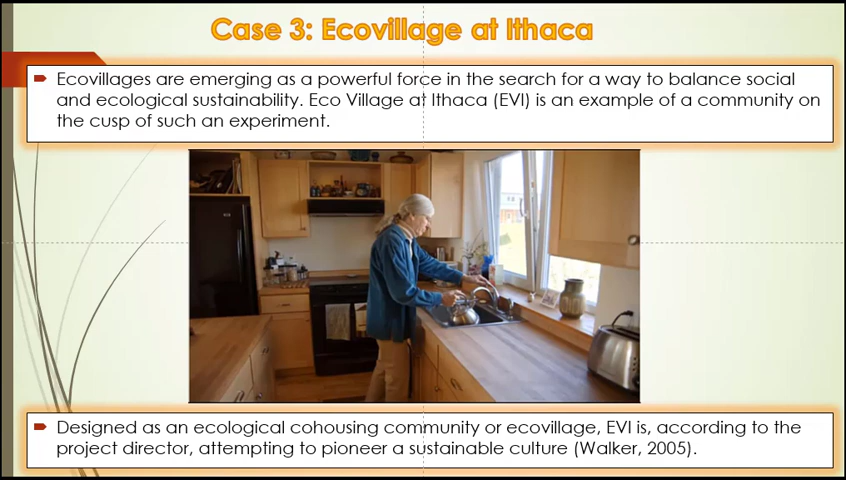 Case 3: Ecovillage at Ithaca
Ecovillages are emerging as a powerful force in the search for a way to balance social
and ecological sustainability. Eco Village at Ithaca (EVI) is an example of a community on
the cusp of such an experiment.
Designed as an ecological cohousing community or ecovillage, EVI is, according to the
project director, attempting to pioneer a sustainable culture (Walker, 2005).